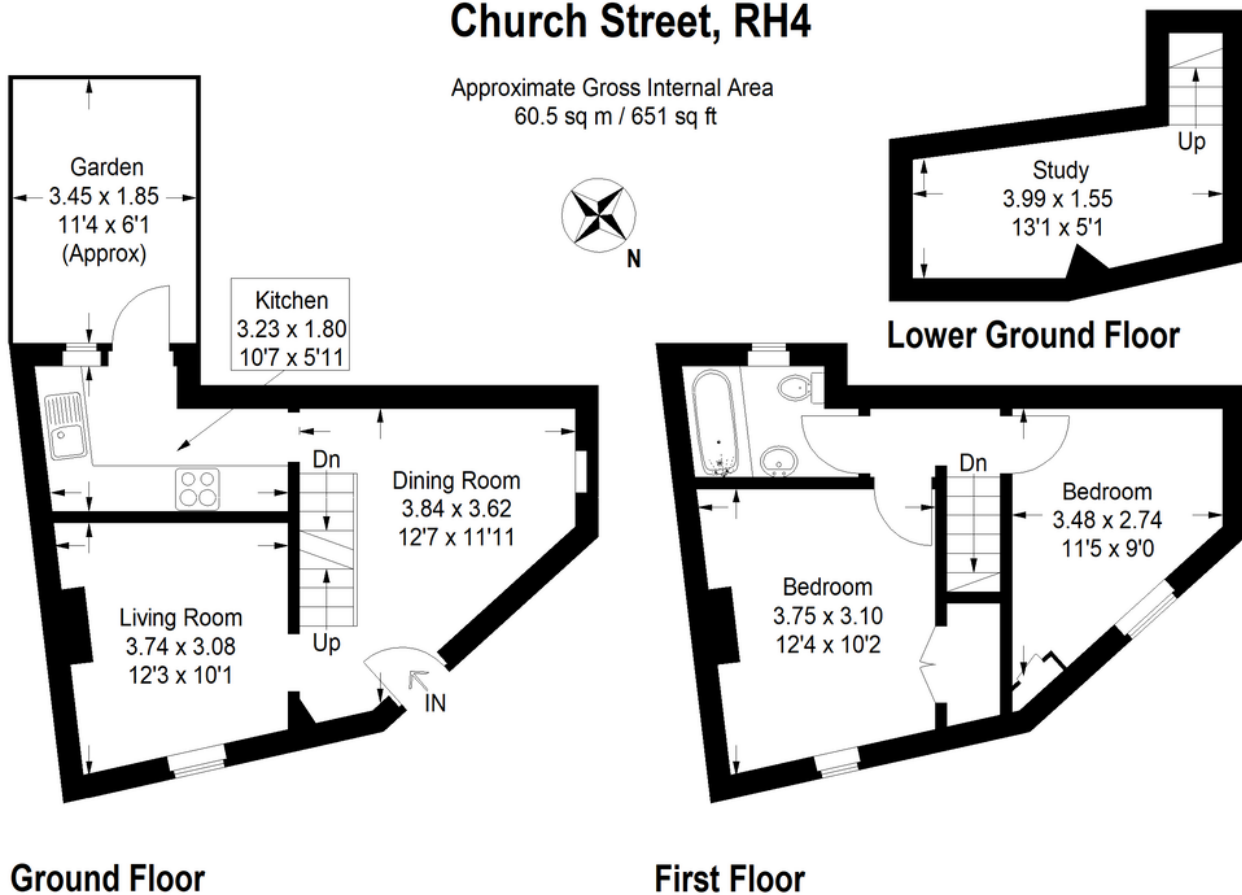 Church Street, RH4
Approximate Gross Internal Area
60.5 sq m / 651 sq ft
N
Garden
3.45 x 1.85
11'4 x 6'1
(Approx)
Kitchen
3.23 x 1.80
10'7 x 5'11
Dn
Dining Room
3.84 x 3.62
12'7 x 11'11
Living Room
3.74 x 3.08
12'3 x 10'1
Up
IN
Ground Floor
Up
Study
3.99 x 1.55
13'1 x 5'1
Lower Ground Floor
Dn
Bedroom
3.48 x 2.74
11'5 x 9'0
Bedroom
3.75 x 3.10
12'4 x 10'2
First Floor